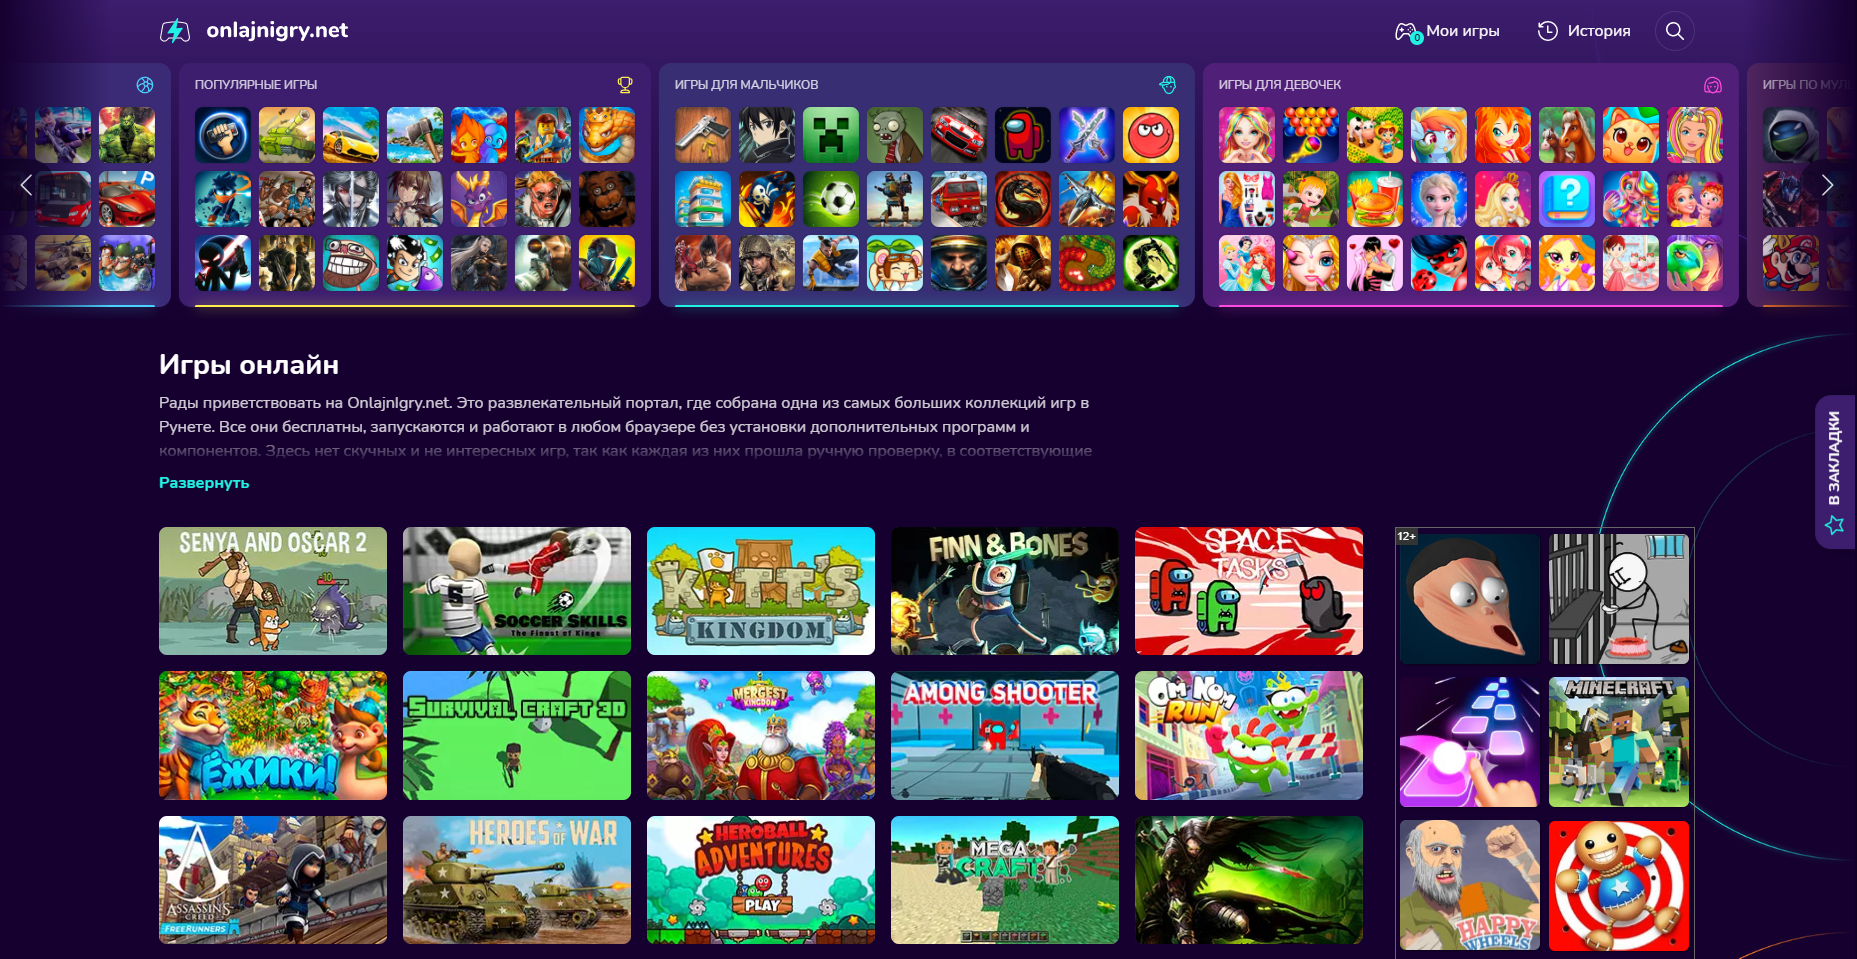 onlajnigry.net
0
Мои игры
История
ПОПУЛЯРНЫЕ ИГРЫ
ИГРЫ ДЛЯ МАЛЬЧИКОВ
ИГРЫ ДЛЯ ДЕВОЧЕК
ИГРЫ ПО
P
?
Игры онлайн
Рады приветствовать на OnlajnIgry.net. Это развлекательный портал, где собрана одна из самых больших коллекций игр в
Рунете. Все они бесплатны, запускаются и работают в любом браузере без установки дополнительных программ и
компонентов. Здесь нет скучных и не интересных игр, так как каждая из них прошла ручную проверку, в соответствующие
Развернуть
В ЗАКЛАДКИ
SENYA AND OSCAR 2
-10
SOCCER SKILLS
The Finest of Kings
KITT'S
KINGDOM
FINN & BONES
SPACE
TASKS
12+
ЁЖИКИ!
SURVIVAL CRAFT 3D
MERGEST
KINGDOM
AMONG SHOOTER
OM NOM
RUN
MINECRAFT
ASSASSIN'S
CREED
FREERUNNERS
HEROES OF WAR
HEROBALL
ADVENTURES
PLAY
MEGA
CRAFT
HAPPY
WHEELS